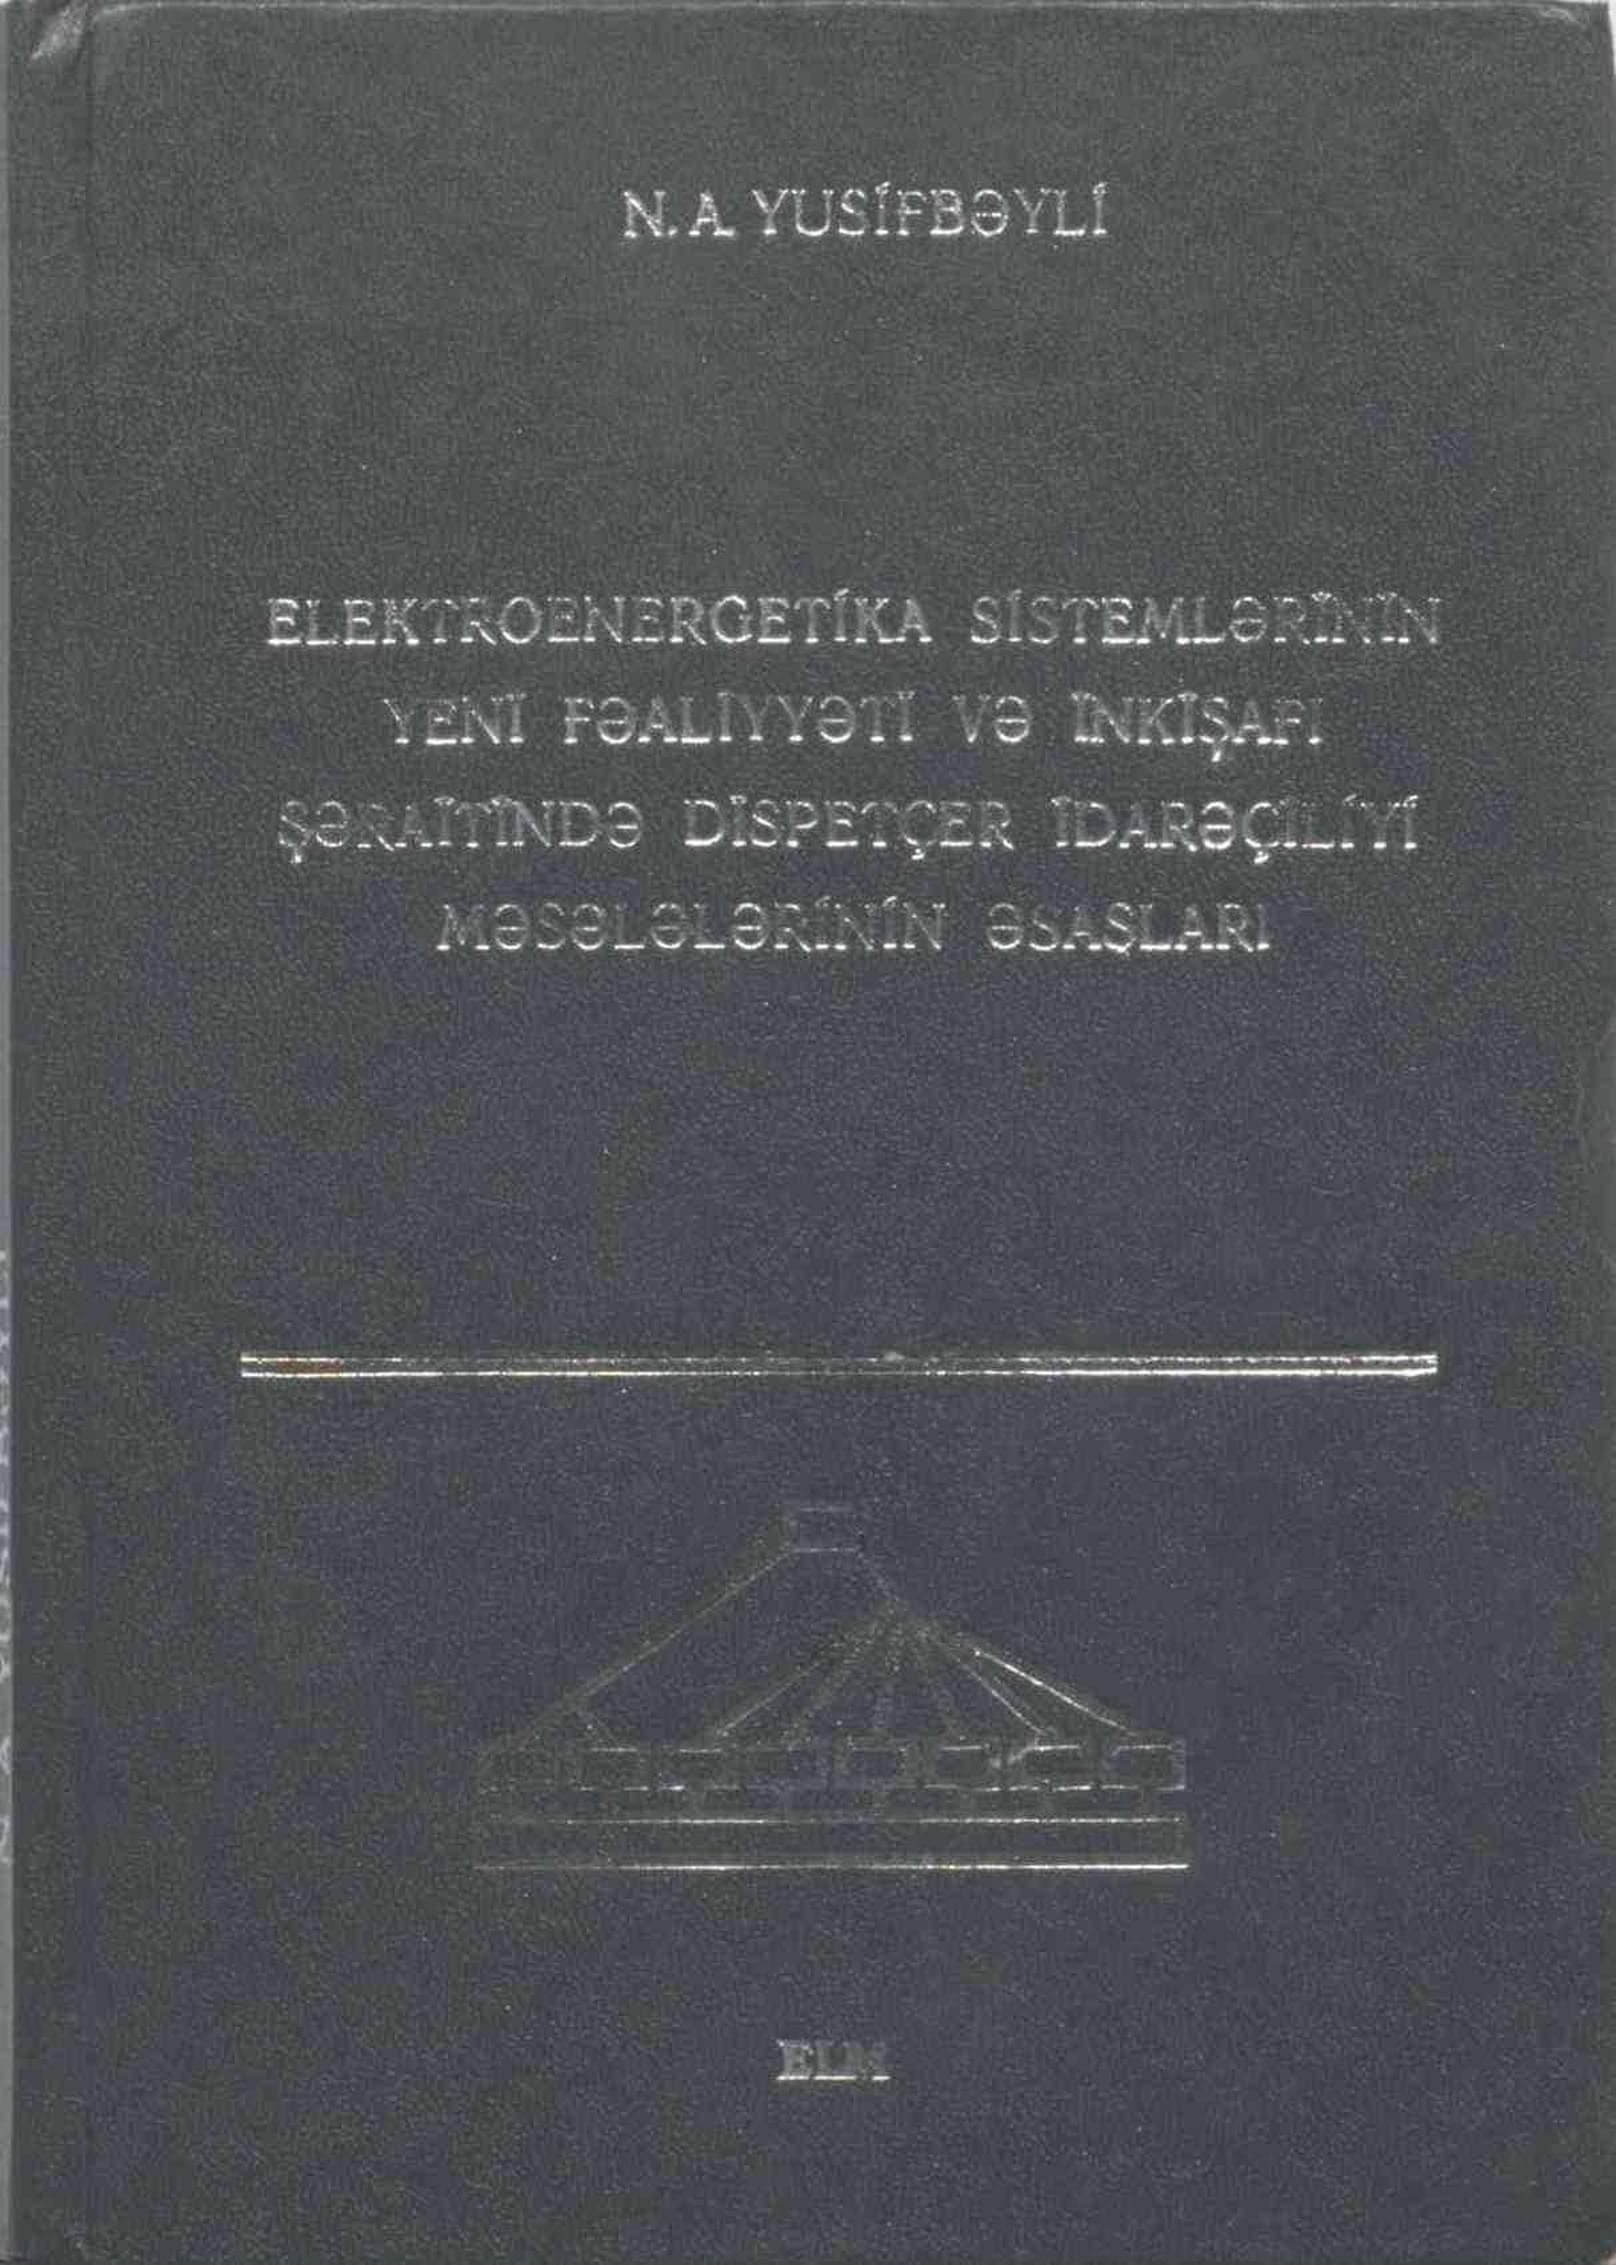 N. A. YUSİFBƏYLİ
ELEKTROENERGETİKA SİSTEMLƏRİNİN
YENİ FƏALİYYƏTİ VƏ İNKİŞAFI
ŞƏRAİTİNDƏ DİSPETÇER İDARƏÇİLİYİ
MƏSƏLƏLƏRİNİN ƏSASLARI
ELM